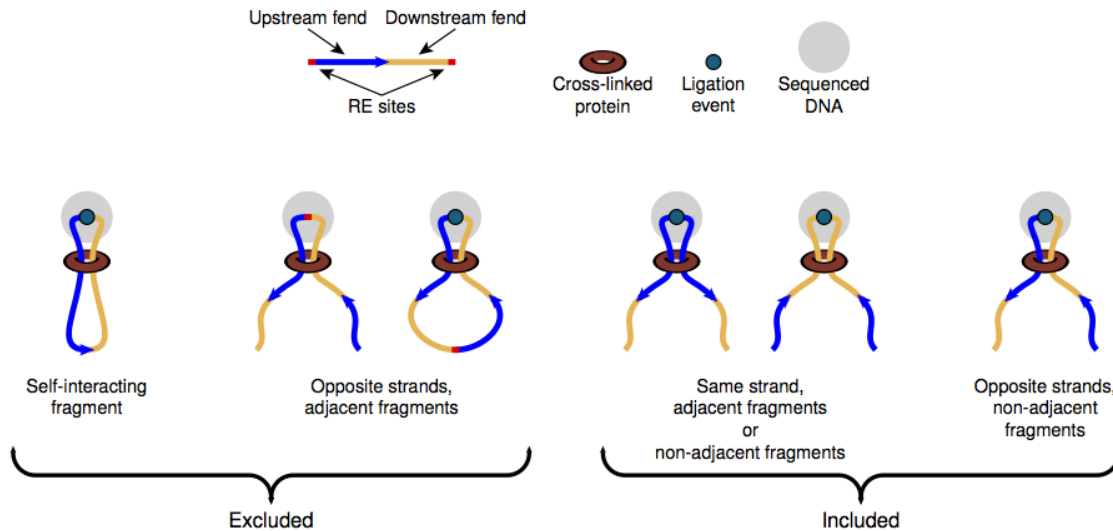 Upstream fend
Downstream fend
RE sites
Cross-linked
protein
Ligation
event
Sequenced
DNA
Self-interacting
fragment
Opposite strands,
adjacent fragments
Same strand,
adjacent fragments
or
non-adjacent fragments
Opposite strands,
non-adjacent
fragments
Excluded
Included